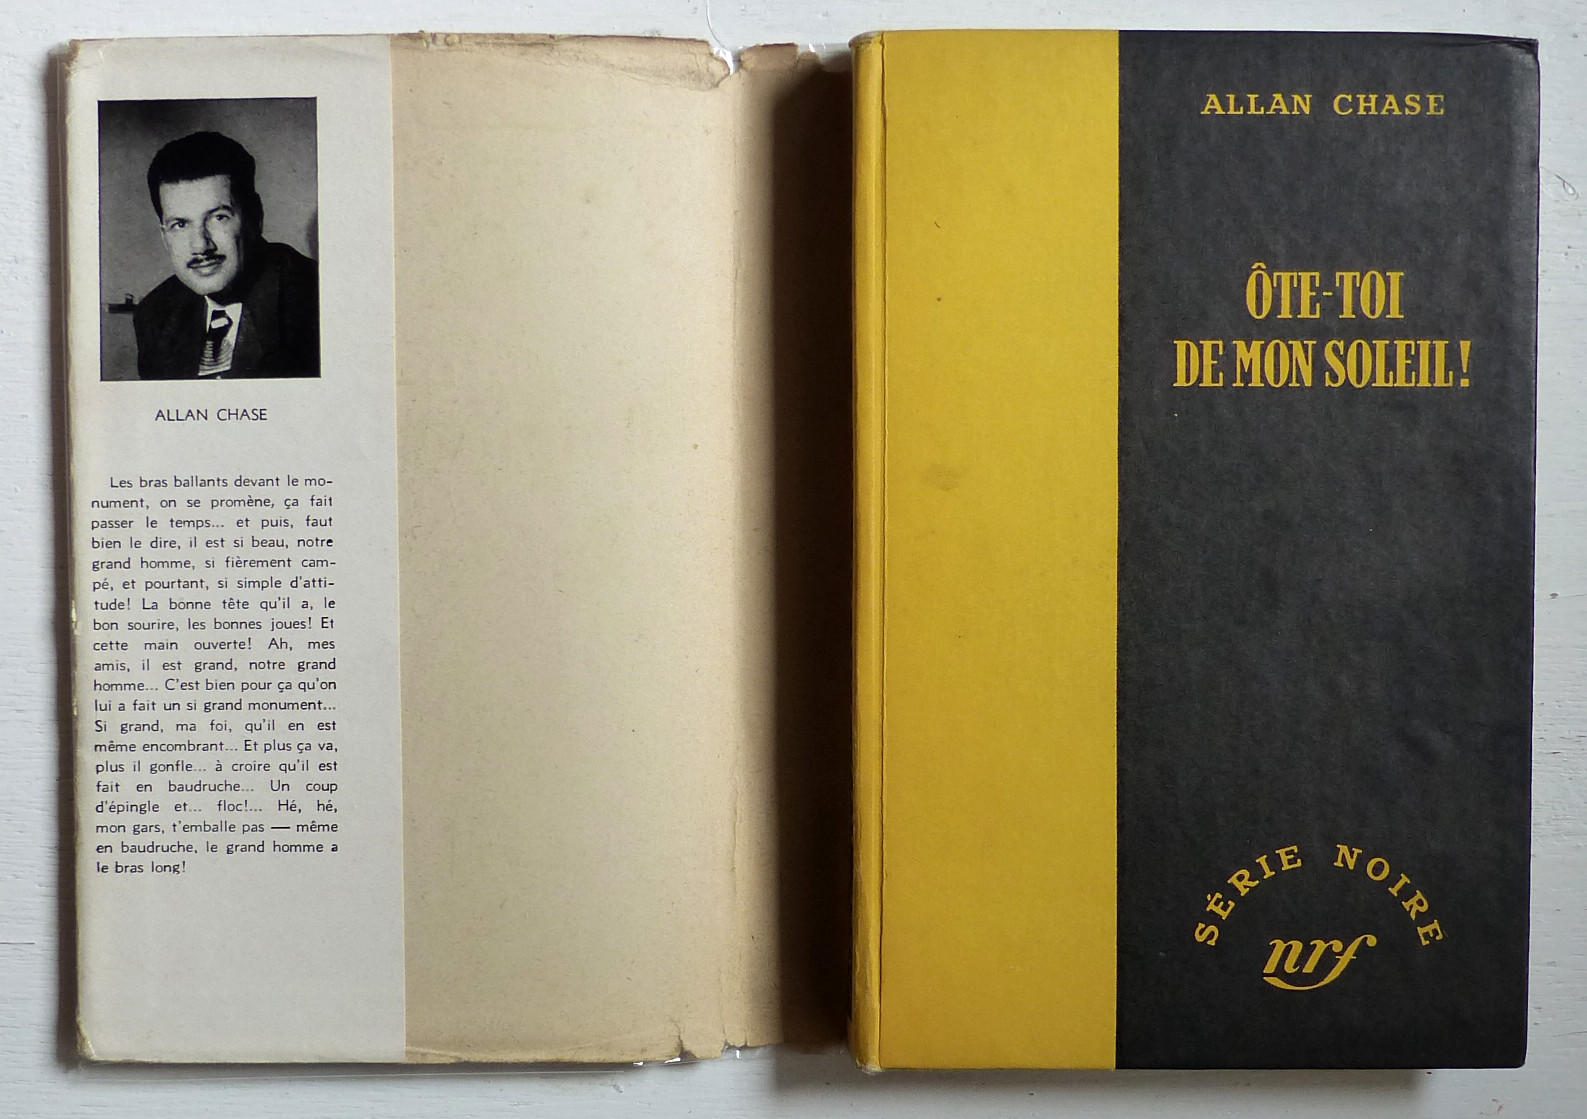 ALLAN CHASE
Les bras ballants devant le mo-
nument, on se promène, ça fait
passer le temps... et puis, faut
bien le dire, il est si beau, notre
grand homme, si fièrement cam-
pé, et pourtant, si simple d'atti-
tude! La bonne tête qu'il a, le
bon sourire, les bonnes joues! Et
cette main ouverte! Ah, mes
amis, il est grand, notre grand
homme... C'est bien pour ça qu'on
lui a fait un si grand monument...
Si grand, ma foi, qu'il en est
même encombrant... Et plus ça va,
plus il gonfle... à croire qu'il est
fait en baudruche... Un coup
d'épingle et... floc!... Hé, hé,
mon gars, t'emballe pas — même
en baudruche, le grand homme a
le bras long!
ALLAN CHASE
ÔTE-TOI
DE MON SOLEIL!
SÉRIE NOIRE
nrf